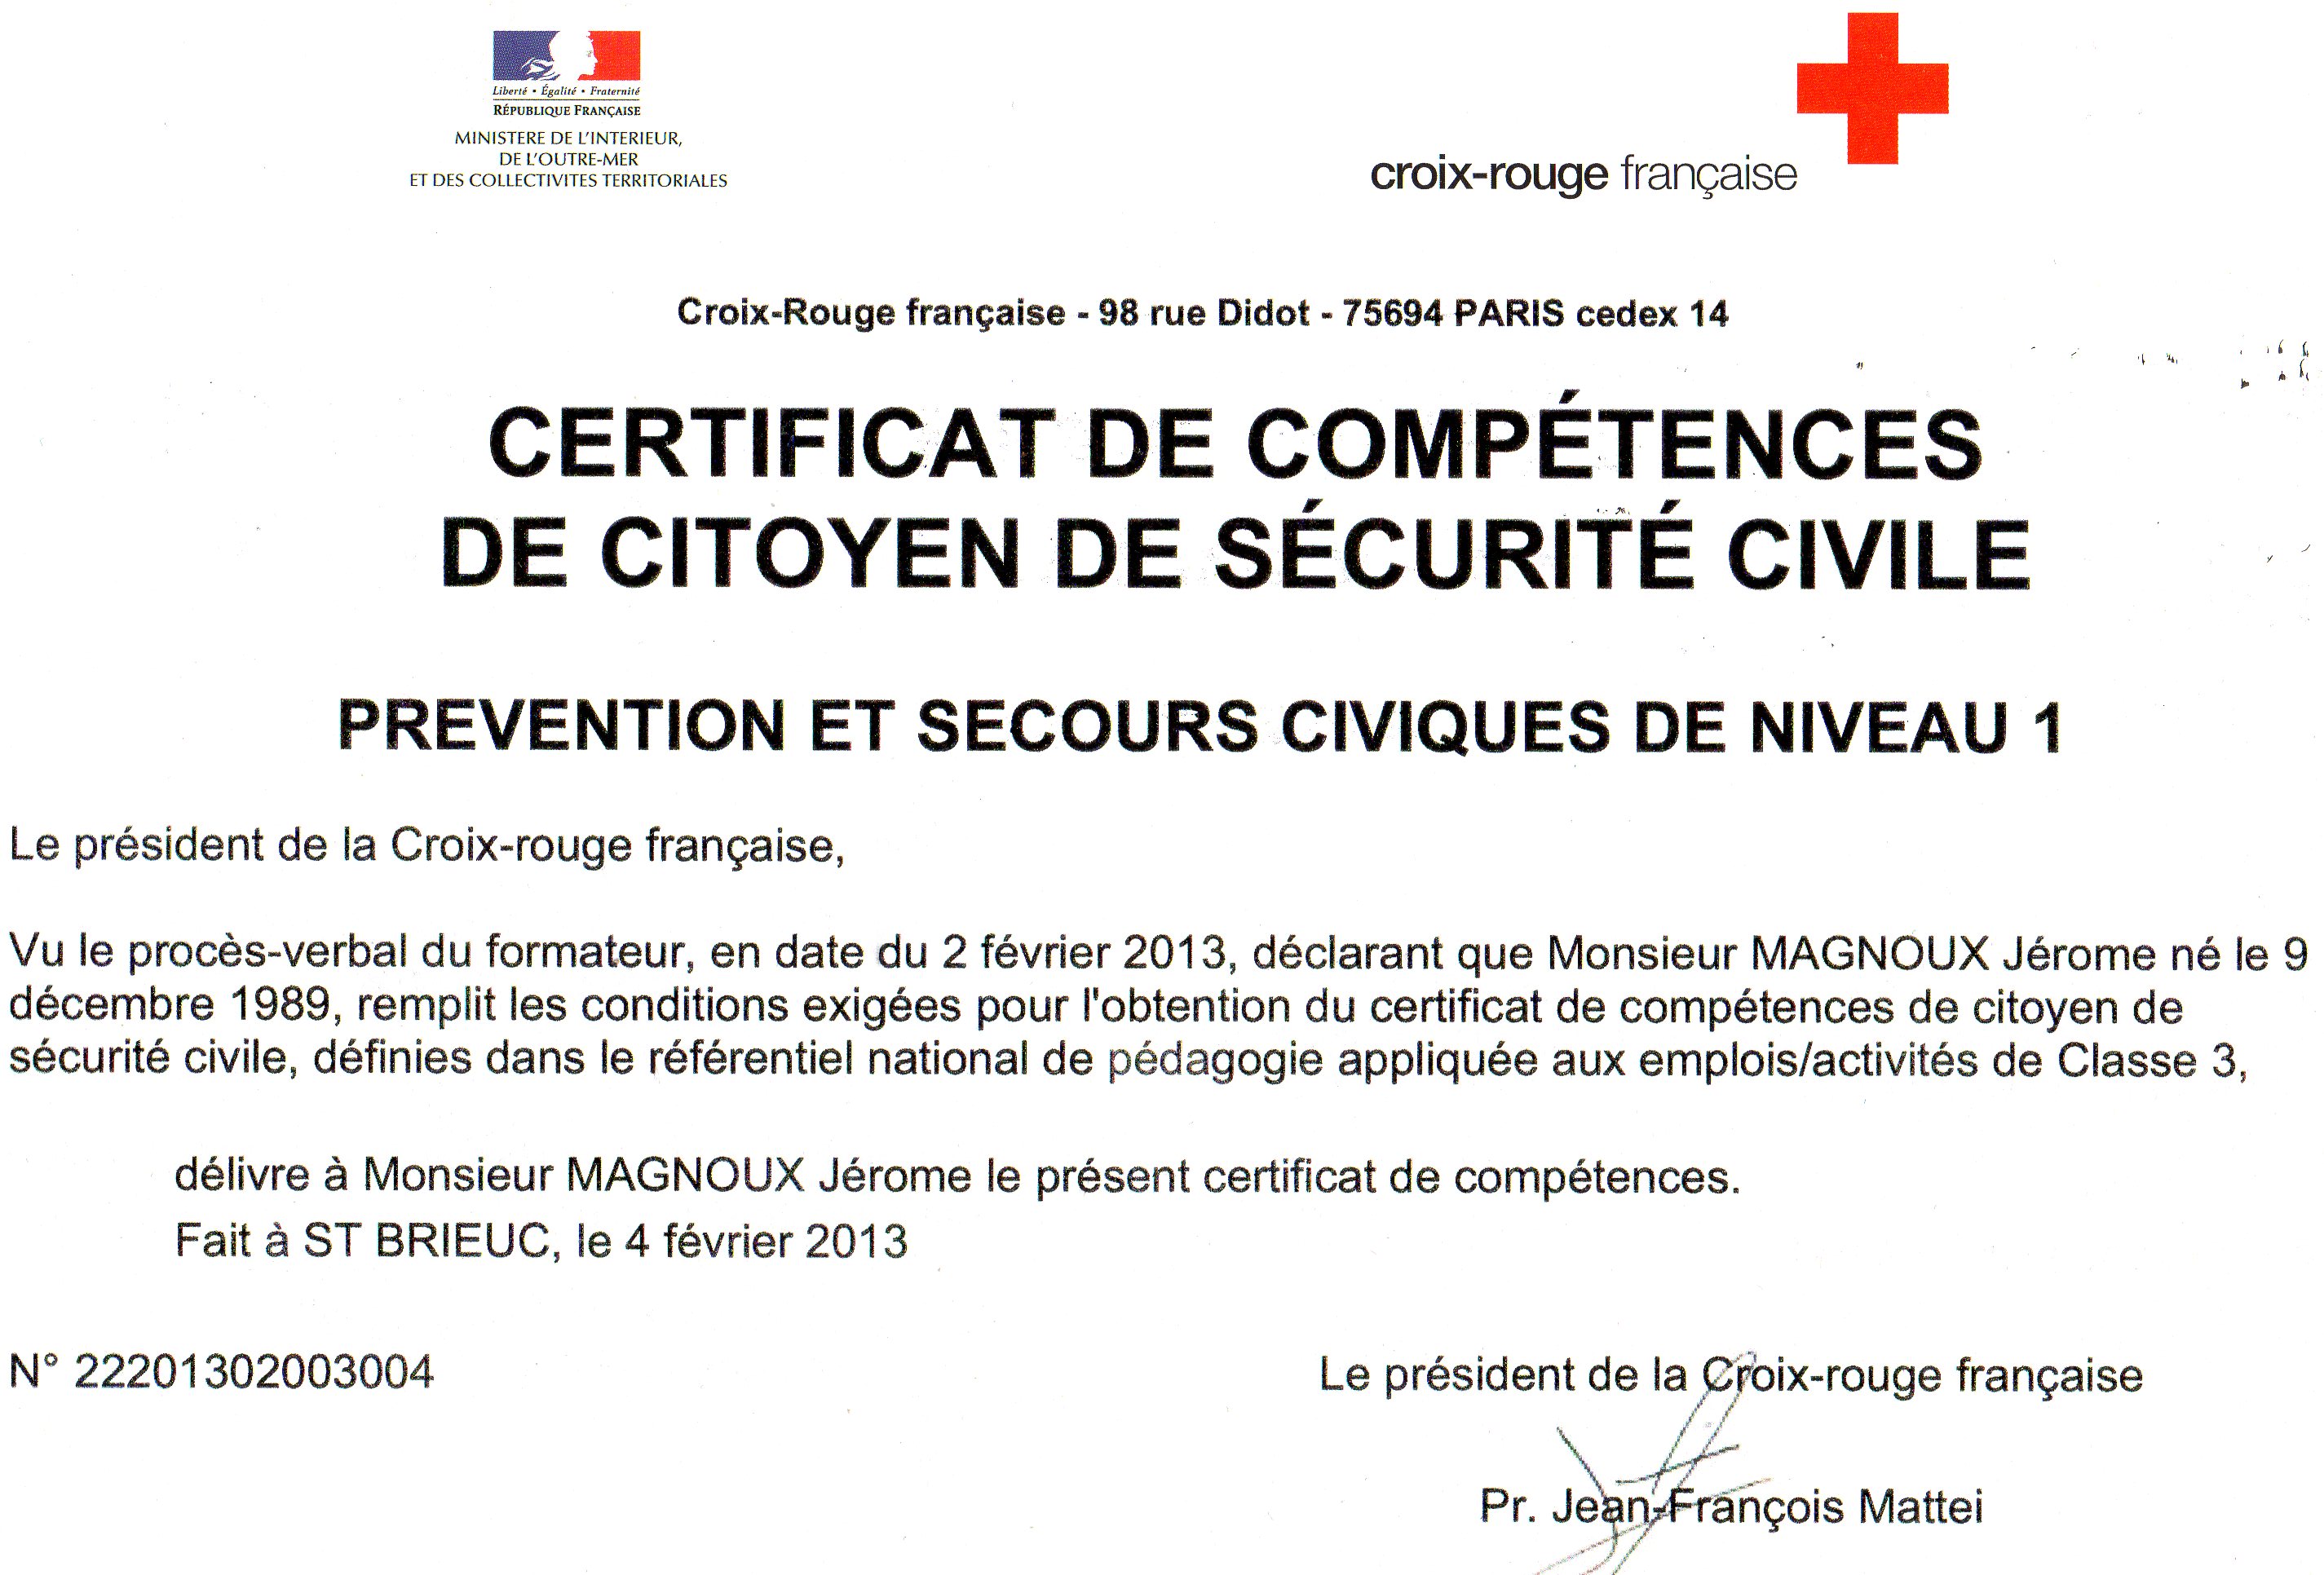 Liberté • Égalité • Fraternité
RÉPUBLIQUE FRANÇAISE
MINISTERE DE L'INTERIEUR,
DE L'OUTRE-MER
ET DES COLLECTIVITES TERRITORIALES
croix-rouge française
Croix-Rouge française - 98 rue Didot - 75694 PARIS cedex 14
CERTIFICAT DE COMPÉTENCES
DE CITOYEN DE SÉCURITÉ CIVILE
PREVENTION ET SECOURS CIVIQUES DE NIVEAU 1
Le président de la Croix-rouge française,
Vu le procès-verbal du formateur, en date du 2 février 2013, déclarant que Monsieur MAGNOUX Jérome né le 9
décembre 1989, remplit les conditions exigées pour l'obtention du certificat de compétences de citoyen de
sécurité civile, définies dans le référentiel national de pédagogie appliquée aux emplois/activités de Classe 3,
délivre à Monsieur MAGNOUX Jérome le présent certificat de compétences.
Fait à ST BRIEUC, le 4 février 2013
N° 22201302003004
Le président de la Croix-rouge française
Pr. Jean-François Mattei